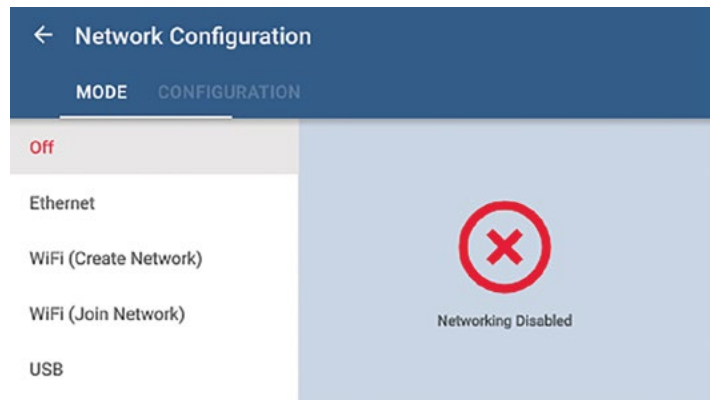 Network Configuration
MODE CONFIGURATION
Off
Ethernet
WiFi (Create Network)
WiFi (Join Network)
USB
Networking Disabled